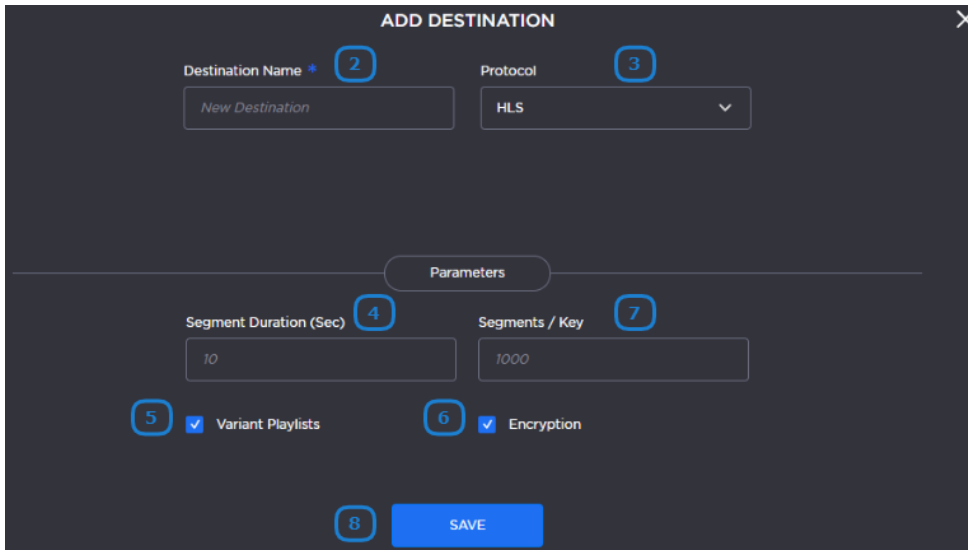 ADD DESTINATION
Destination Name * 2 Protocol 3
New Destination HLS
Parameters
Segment Duration (Sec) 4 Segments / Key 7
10 1000
5 Variant Playlists 6 Encryption
8 SAVE